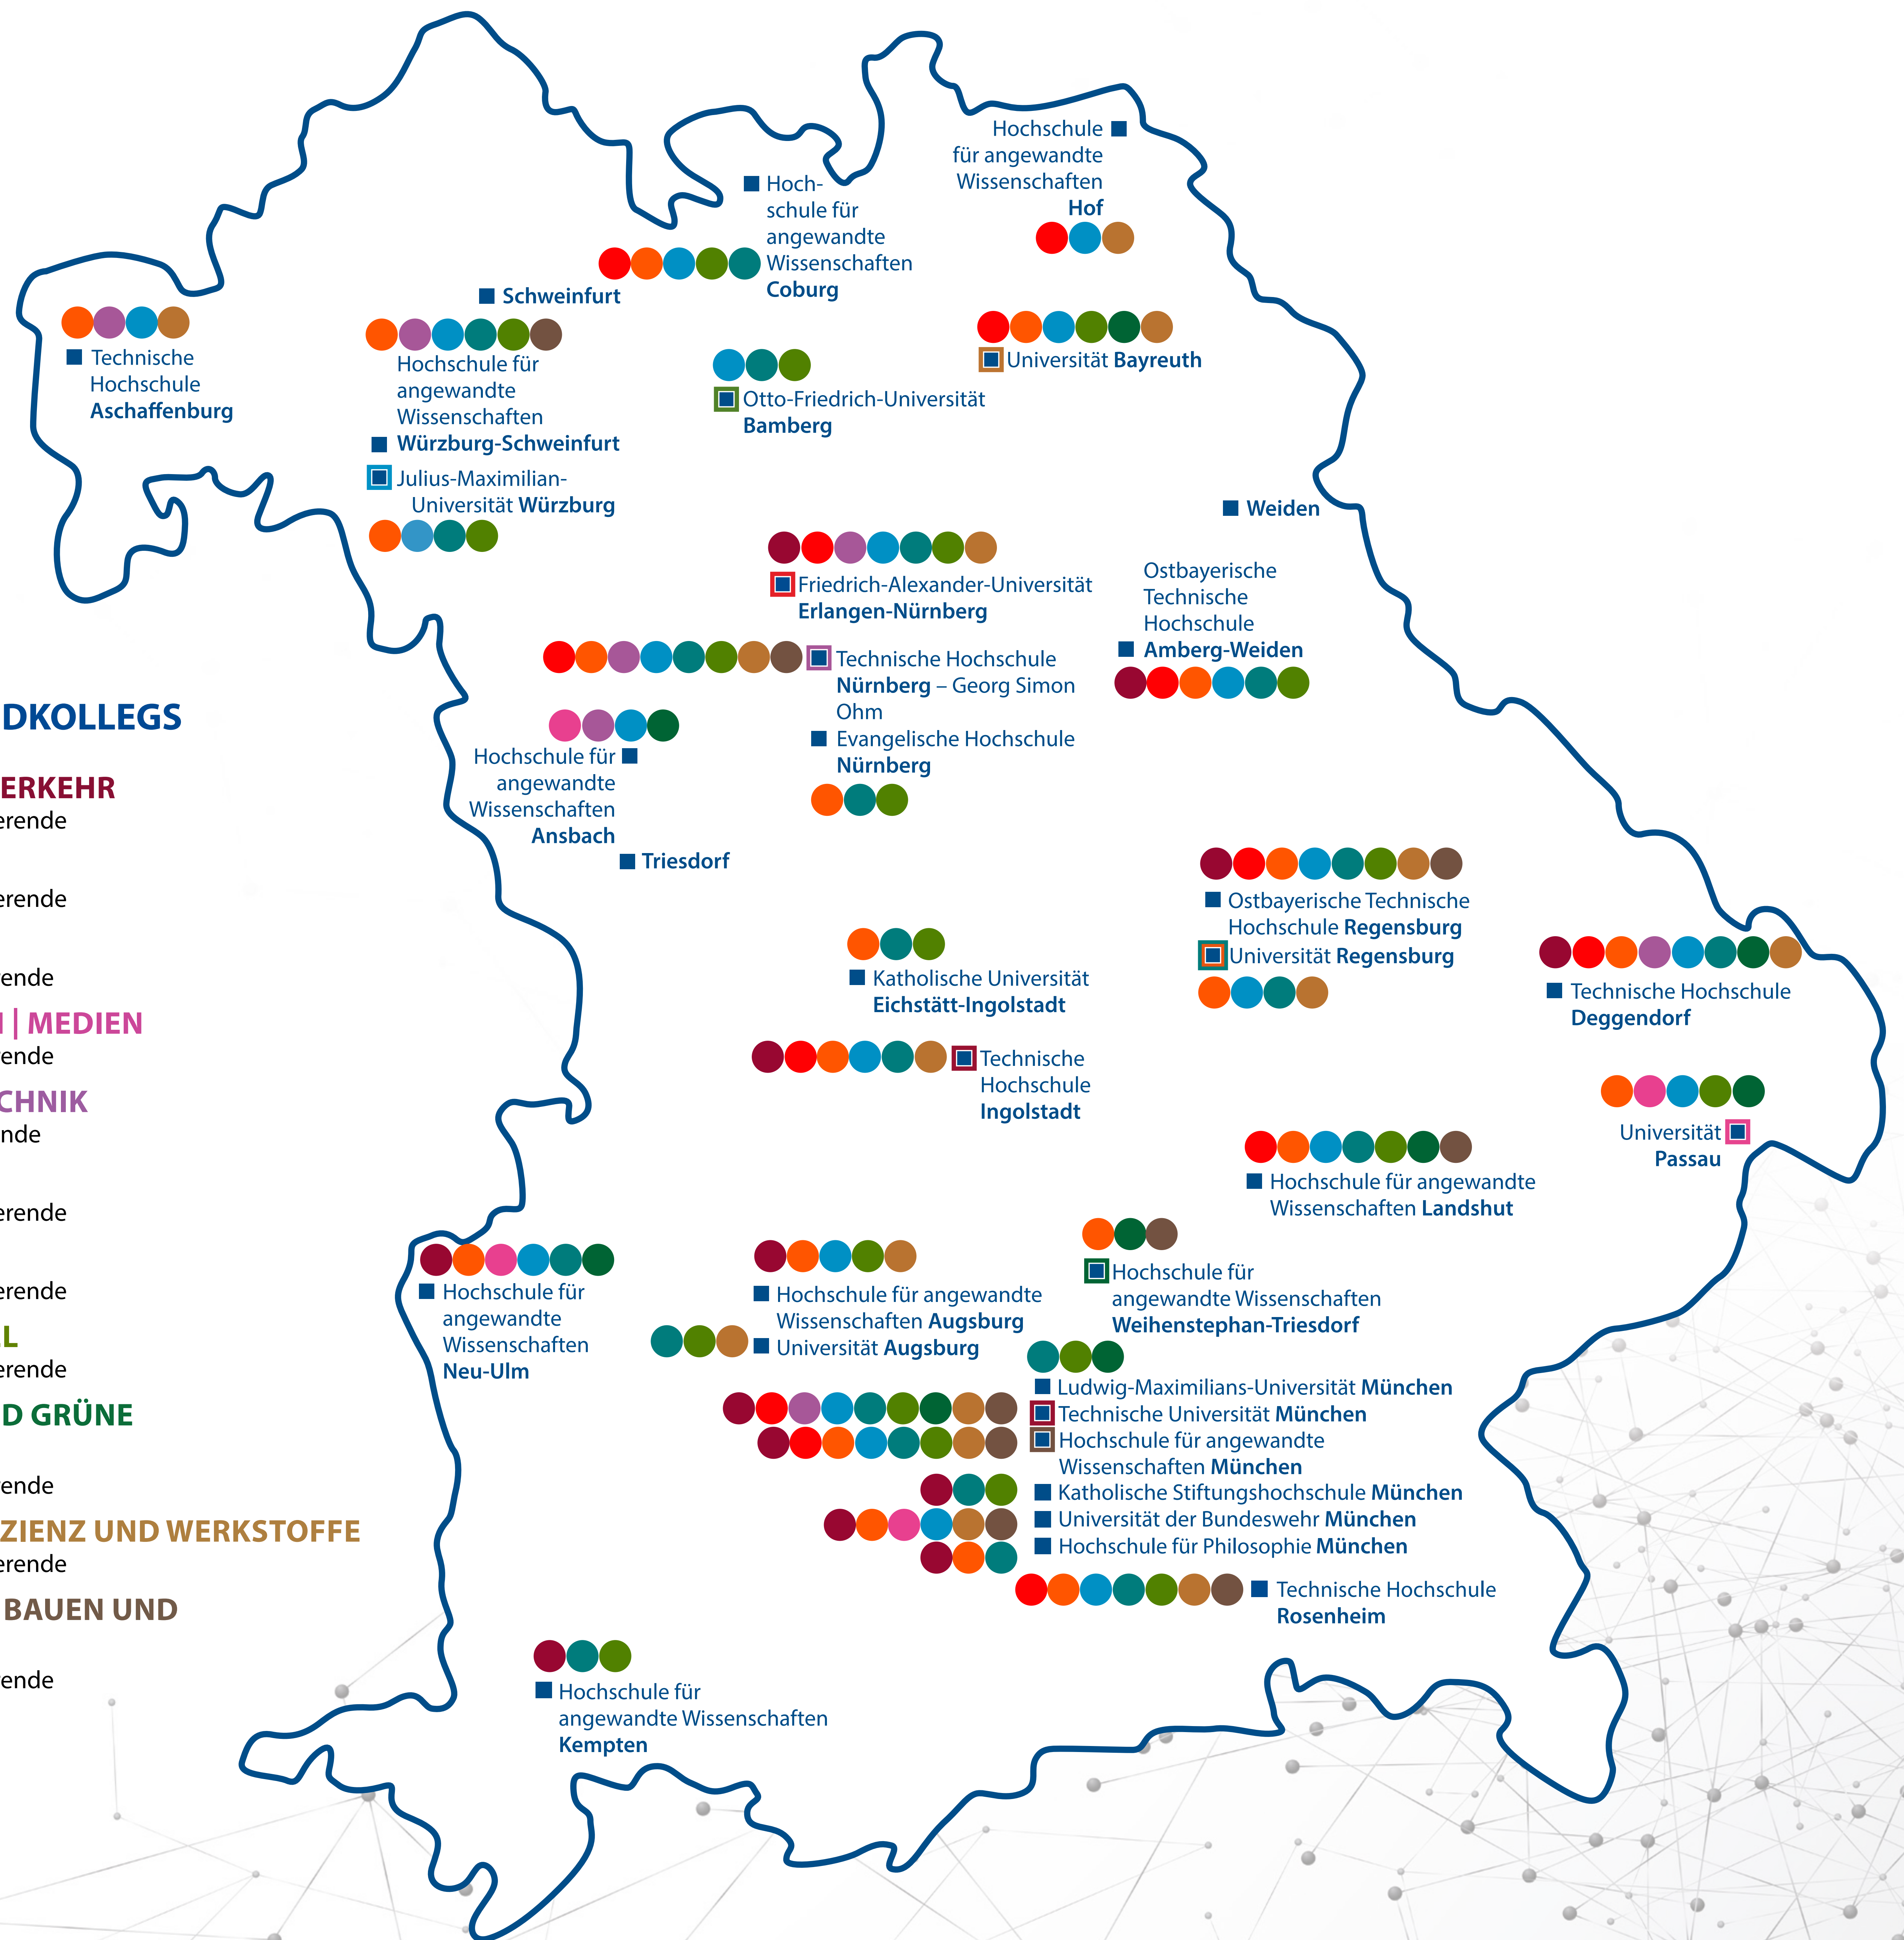 DKOLLEGS
ERKEHR
erende
erende
rende
| MEDIEN
rende
CHNIK
nde
erende
erende
L
erende
D GRÜNE
rende
ZIENZ UND WERKSTOFFE
erende
BAUEN UND
rende
Hochschule
für angewandte
Wissenschaften
Hof
Hoch-
schule für
angewandte
Wissenschaften
Coburg
Schweinfurt
Technische
Hochschule
Aschaffenburg
Hochschule für
angewandte
Wissenschaften
Würzburg-Schweinfurt
Julius-Maximilian-
Universität Würzburg
Universität Bayreuth
Otto-Friedrich-Universität
Bamberg
Weiden
Ostbayerische
Technische
Hochschule
Amberg-Weiden
Friedrich-Alexander-Universität
Erlangen-Nürnberg
Technische Hochschule
Nürnberg – Georg Simon
Ohm
Evangelische Hochschule
Nürnberg
Hochschule für
angewandte
Wissenschaften
Ansbach
Triesdorf
Ostbayerische Technische
Hochschule Regensburg
Universität Regensburg
Katholische Universität
Eichstätt-Ingolstadt
Technische Hochschule
Deggendorf
Technische
Hochschule
Ingolstadt
Universität
Passau
Hochschule für angewandte
Wissenschaften Landshut
Hochschule für
angewandte
Wissenschaften
Neu-Ulm
Hochschule für angewandte
Wissenschaften Augsburg
Universität Augsburg
Hochschule für
angewandte Wissenschaften
Weihenstephan-Triesdorf
Ludwig-Maximilians-Universität München
Technische Universität München
Hochschule für angewandte
Wissenschaften München
Katholische Stiftungshochschule München
Universität der Bundeswehr München
Hochschule für Philosophie München
Technische Hochschule
Rosenheim
Hochschule für
angewandte Wissenschaften
Kempten